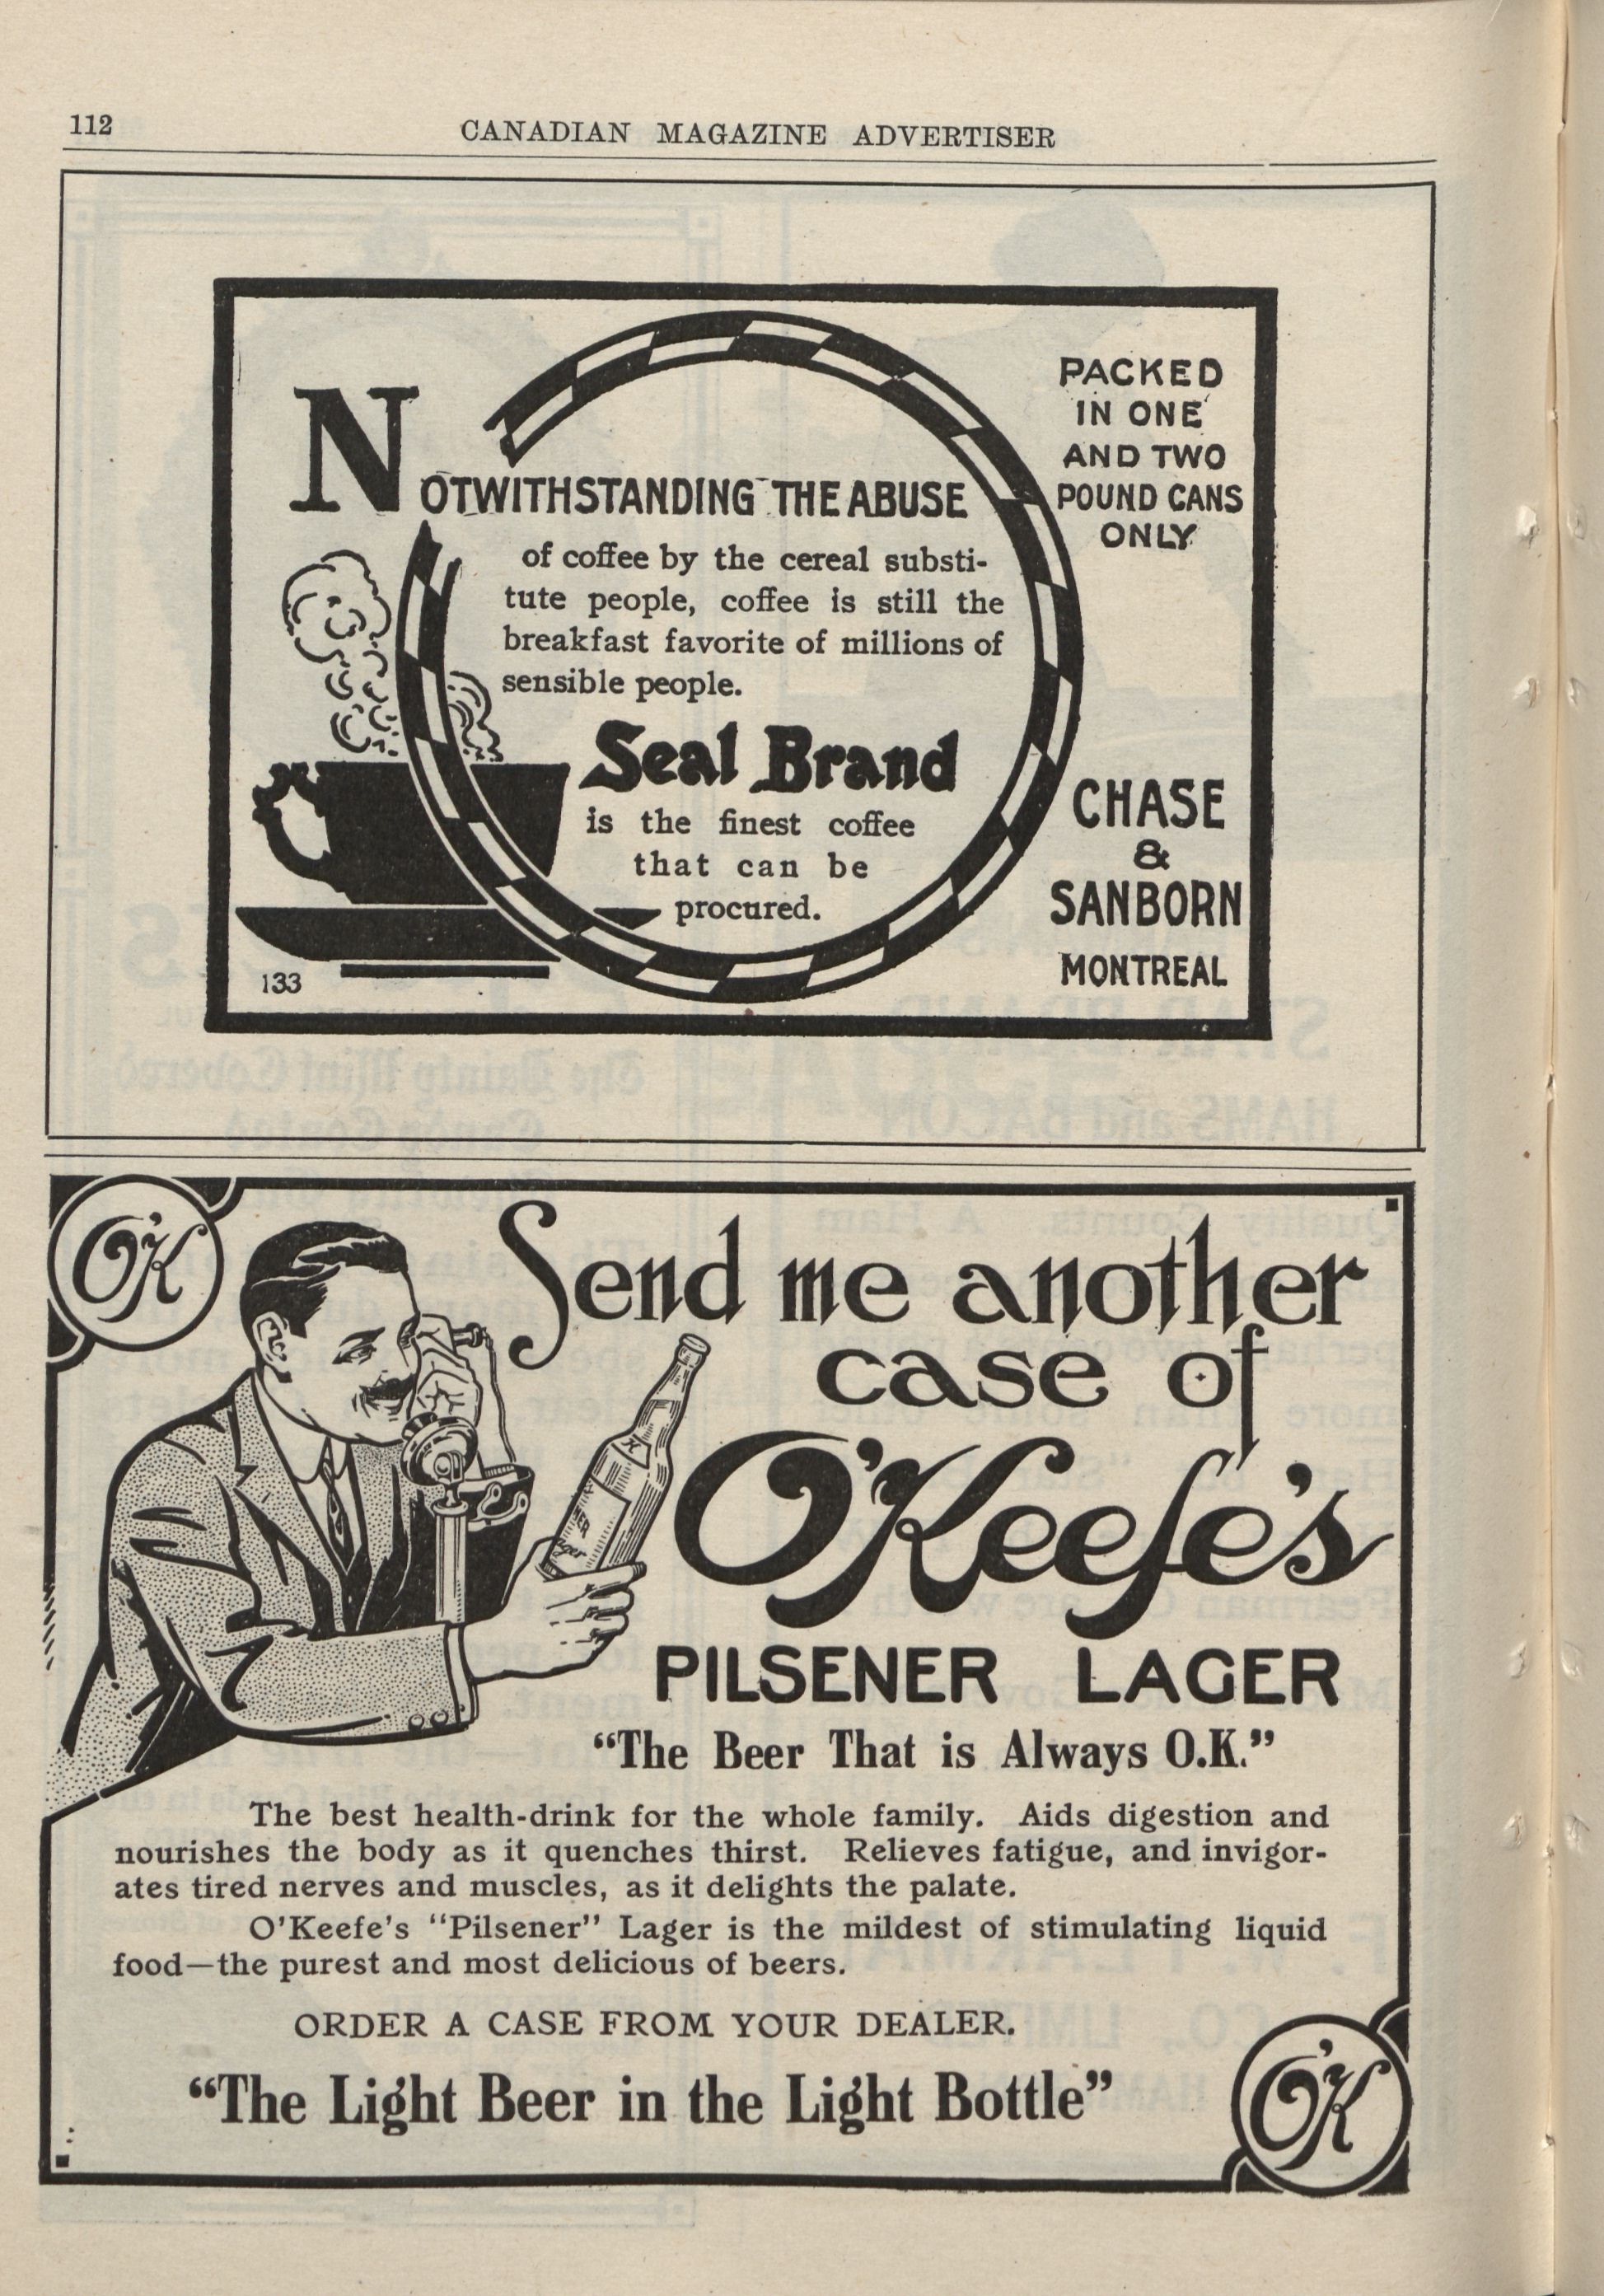 112
CANADIAN MAGAZINE ADVERTISER
NOTWITHSTANDING THE ABUSE
of coffee by the cereal substi-
tute people, coffee is still the
breakfast favorite of millions of
sensible people.
Seal Brand
is the finest coffee
that can be
procured.
133
PACKED
IN ONE
AND TWO
POUND CANS
ONLY
CHASE
&
SANBORN
MONTREAL
O'K
Send me another
case of
O'Keefe's
PILSENER LAGER
"The Beer That is Always O.K."
The best health-drink for the whole family. Aids digestion and
nourishes the body as it quenches thirst. Relieves fatigue, and invigor-
ates tired nerves and muscles, as it delights the palate.
O'Keefe's "Pilsener" Lager is the mildest of stimulating liquid
food—the purest and most delicious of beers.
ORDER A CASE FROM YOUR DEALER.
"The Light Beer in the Light Bottle"
O'K